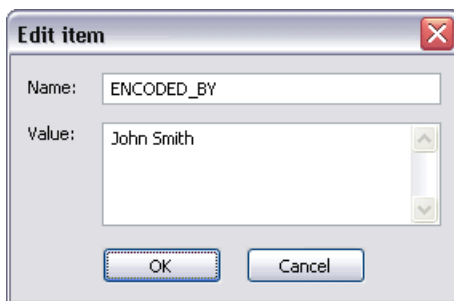 Edit item
Name: ENCODED_BY
Value: John Smith
OK Cancel